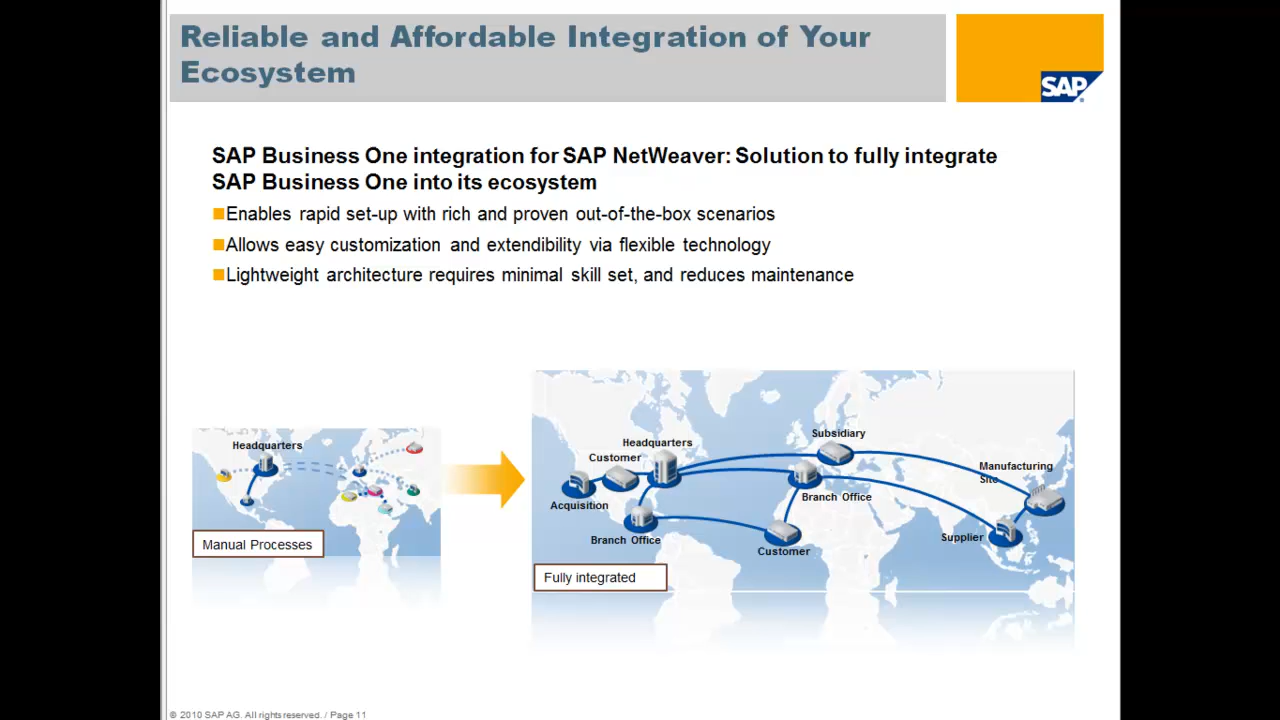 Reliable and Affordable Integration of Your
Ecosystem
SAP
SAP Business One integration for SAP NetWeaver: Solution to fully integrate
SAP Business One into its ecosystem
Enables rapid set-up with rich and proven out-of-the-box scenarios
Allows easy customization and extendibility via flexible technology
Lightweight architecture requires minimal skill set, and reduces maintenance
Headquarters
Manual Processes
Subsidiary
Headquarters
Customer
Manufacturing
Site
Acquisition
Branch Office
Branch Office
Supplier
Customer
Fully integrated
© 2010 SAP AG. All rights reserved. / Page 11